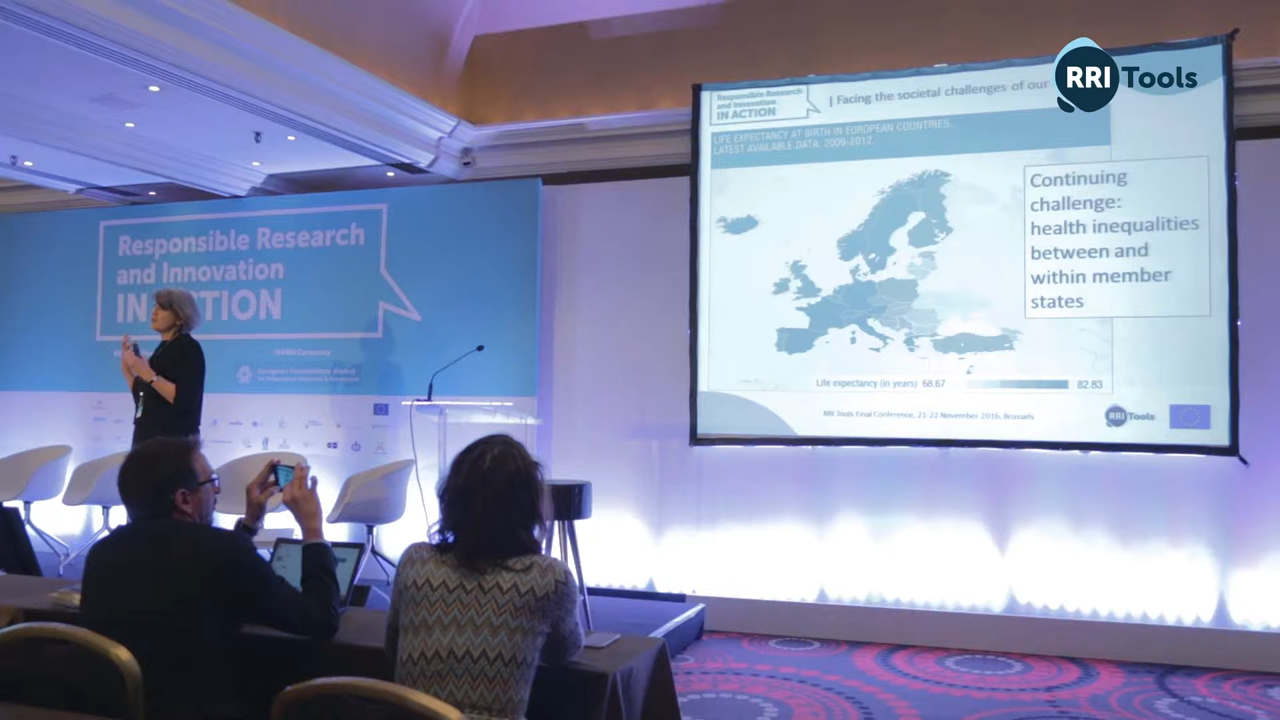 RRI Tools
Responsible Research
and Innovation
IN ACTION
| Facing the societal challenges of our
LIFE EXPECTANCY AT BIRTH IN EUROPEAN COUNTRIES.
LATEST AVAILABLE DATA, 2009-2012.
Continuing
challenge:
health inequalities
between and
within member
states
Life expectancy (in years) 68.67
82.83
RRI Tools Final Conference, 21-22 November 2016, Brussels
RRI Tools
Responsible Research
and Innovation
IN ACTION
European Foundations Award